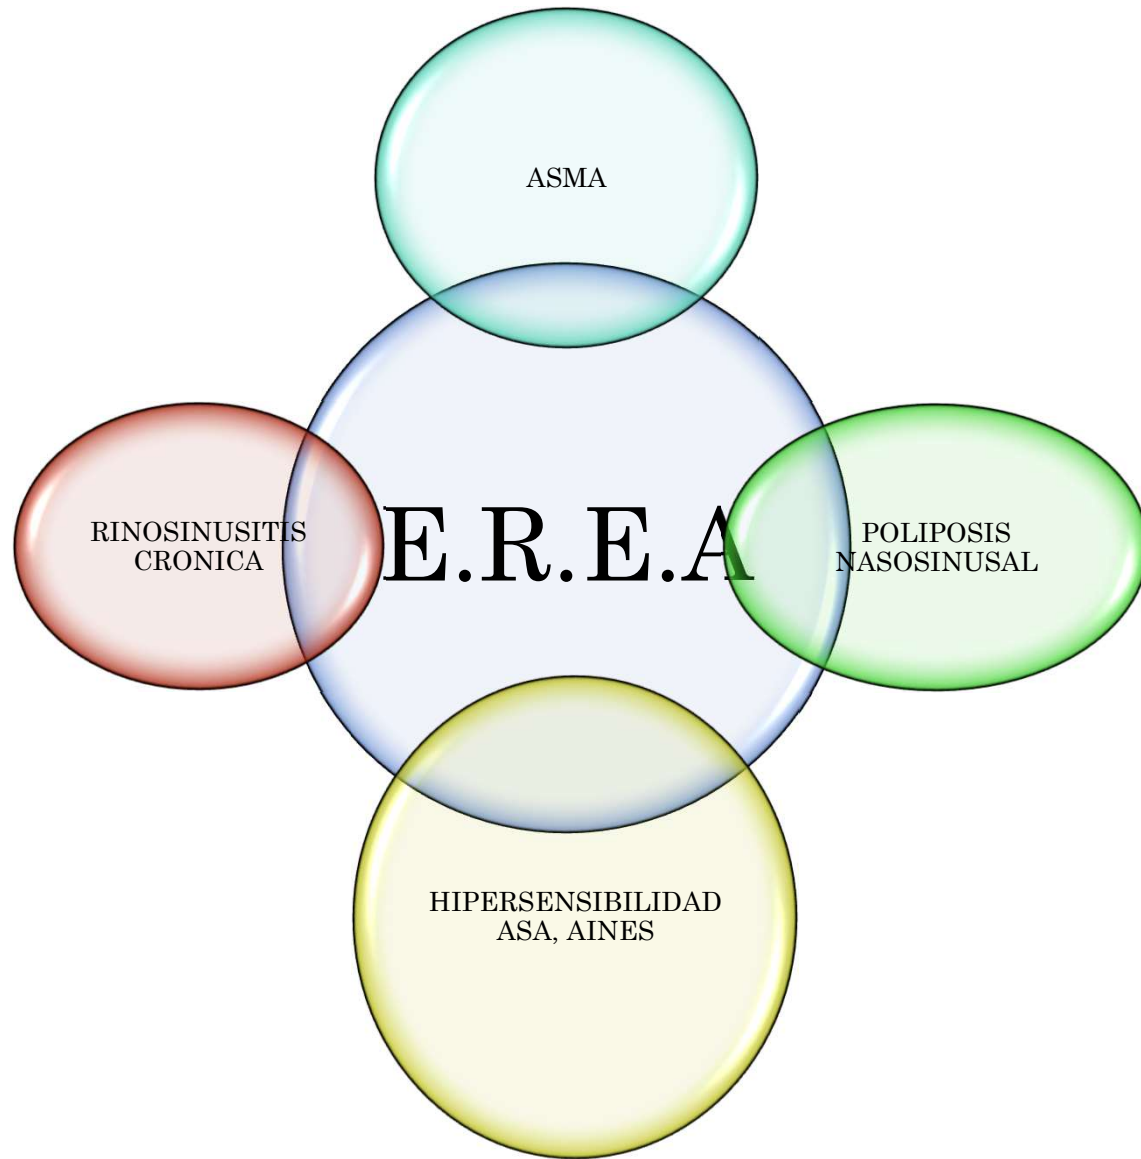 ASMA
RINOSINUSITIS
CRONICA
E.R.E.A
POLIPOSIS
NASOSINUSAL
HIPERSENSIBILIDAD
ASA, AINES